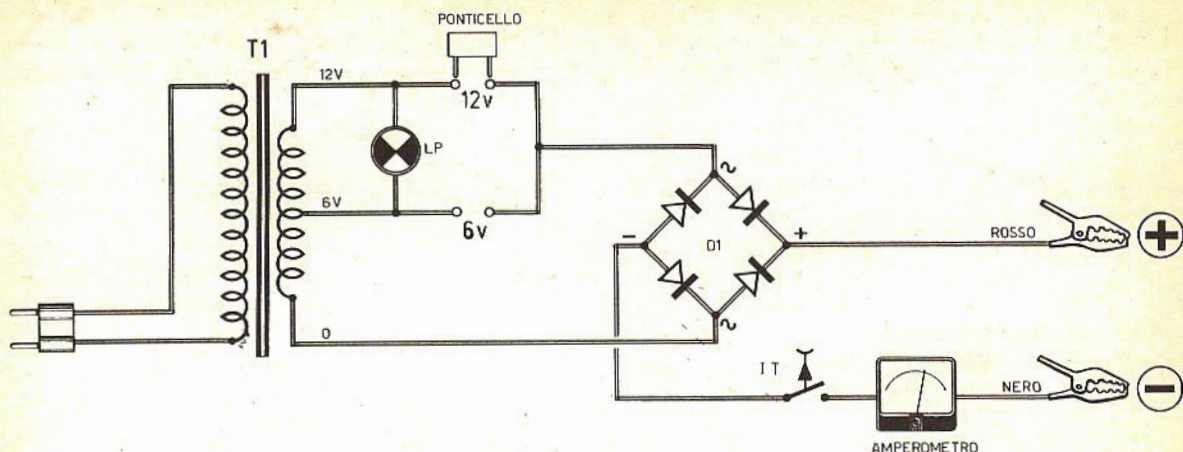 PONTICELLO
T1
12V
12v
LP
6V
6v
~
-
+
D1
ROSSO
+
0
~
IT
NERO
-
AMPEROMETRO